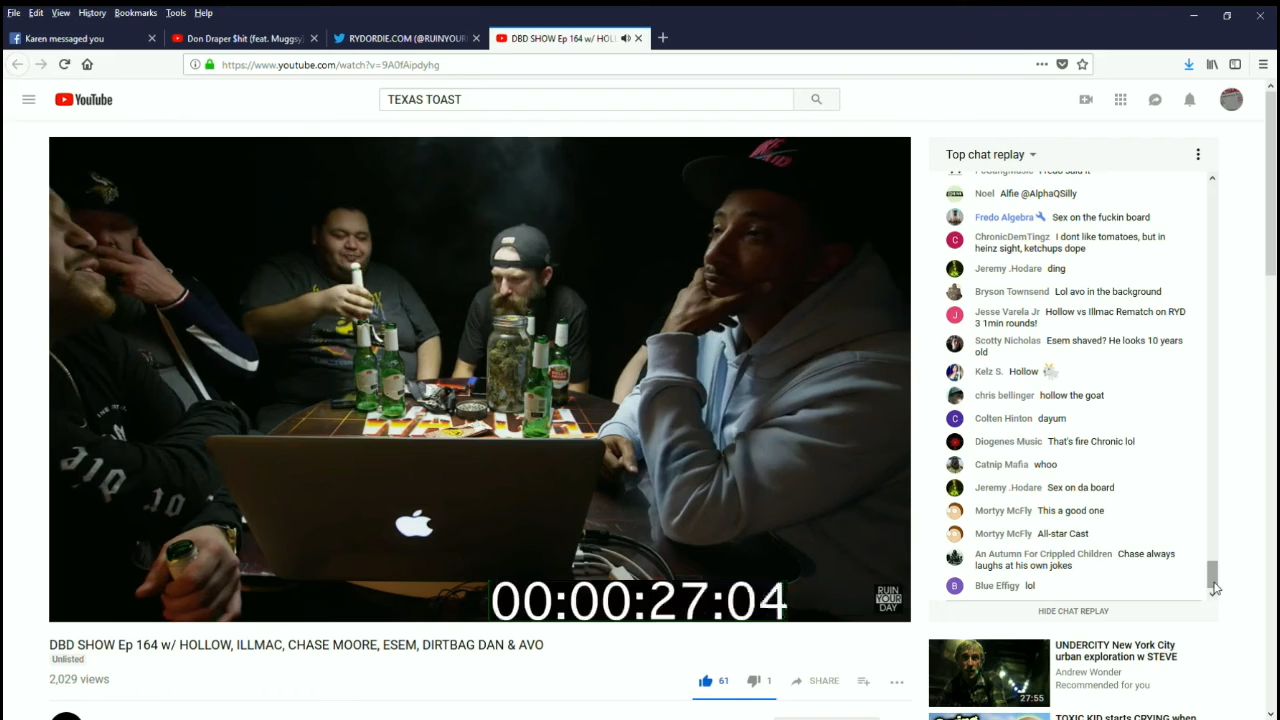 File Edit View History Bookmarks Tools Help
Karen messaged you
Don Draper $hit (feat. Muggsy)
RYDORDIE.COM (@RUINYOUR
DBD SHOW Ep 164 w/ HOLL
https://www.youtube.com/watch?v=9A0fAipdyhg
YouTube
TEXAS TOAST
Top chat replay
Noel Alfie @AlphaQSilly
Fredo Algebra Sex on the fuckin board
ChronicDemTingz I dont like tomatoes, but in
heinz sight, ketchups dope
Jeremy .Hodare ding
Bryson Townsend Lol avo in the background
Jesse Varela Jr Hollow vs Illmac Rematch on RYD
3 1min rounds!
Scotty Nicholas Esem shaved? He looks 10 years
old
Kelz S. Hollow
chris bellinger hollow the goat
Colten Hinton dayum
Diogenes Music That's fire Chronic lol
Catnip Mafia whoo
Jeremy .Hodare Sex on da board
Mortyy McFly This a good one
Mortyy McFly All-star Cast
An Autumn For Crippled Children Chase always
laughs at his own jokes
Blue Effigy lol
HIDE CHAT REPLAY
00:00:27:04
RUIN
YOUR
DAY
DBD SHOW Ep 164 w/ HOLLOW, ILLMAC, CHASE MOORE, ESEM, DIRTBAG DAN & AVO
Unlisted
2,029 views
61 1 SHARE
UNDERCITY New York City
urban exploration w STEVE
Andrew Wonder
Recommended for you
27:55
TOXIC KID starts CRYING when